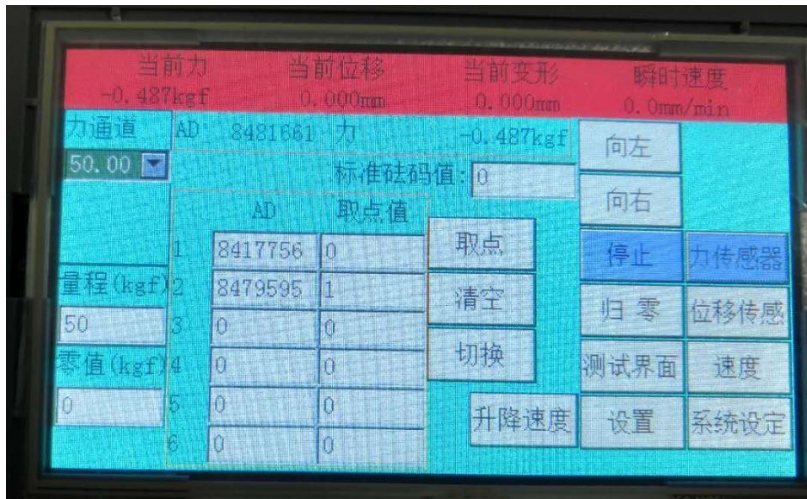 当前力 当前位移 当前变形 瞬时速度
-0.487kgf 0.000mm 0.000mm 0.0mm/min
力通道 AD: 8481661 力 -0.487kgf 向左
50.00 标准砝码值: 0
向右
AD 取点值
1 8417756 0 取点 停止 力传感器
量程(kgf) 2 8479595 1 清空
50 3 0 0 归零 位移传感
零值(kgf) 4 0 0 切换 测试界面 速度
0 5 0 0 升降速度 设置 系统设定
6 0 0